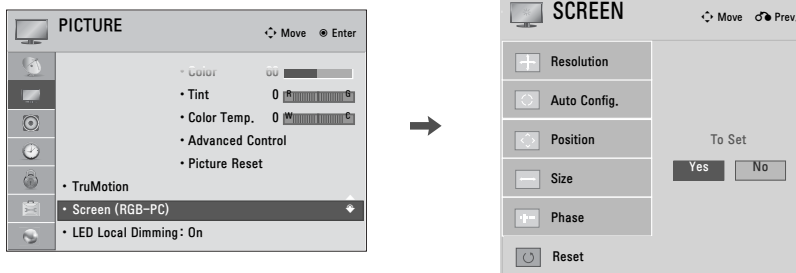 PICTURE
Move Enter
• Color 60
• Tint 0 R G
• Color Temp. 0 W C
• Advanced Control
• Picture Reset
• TruMotion
• Screen (RGB-PC)
• LED Local Dimming: On
SCREEN
Move Prev.
Resolution
Auto Config.
Position
Size
Phase
Reset
To Set
Yes No